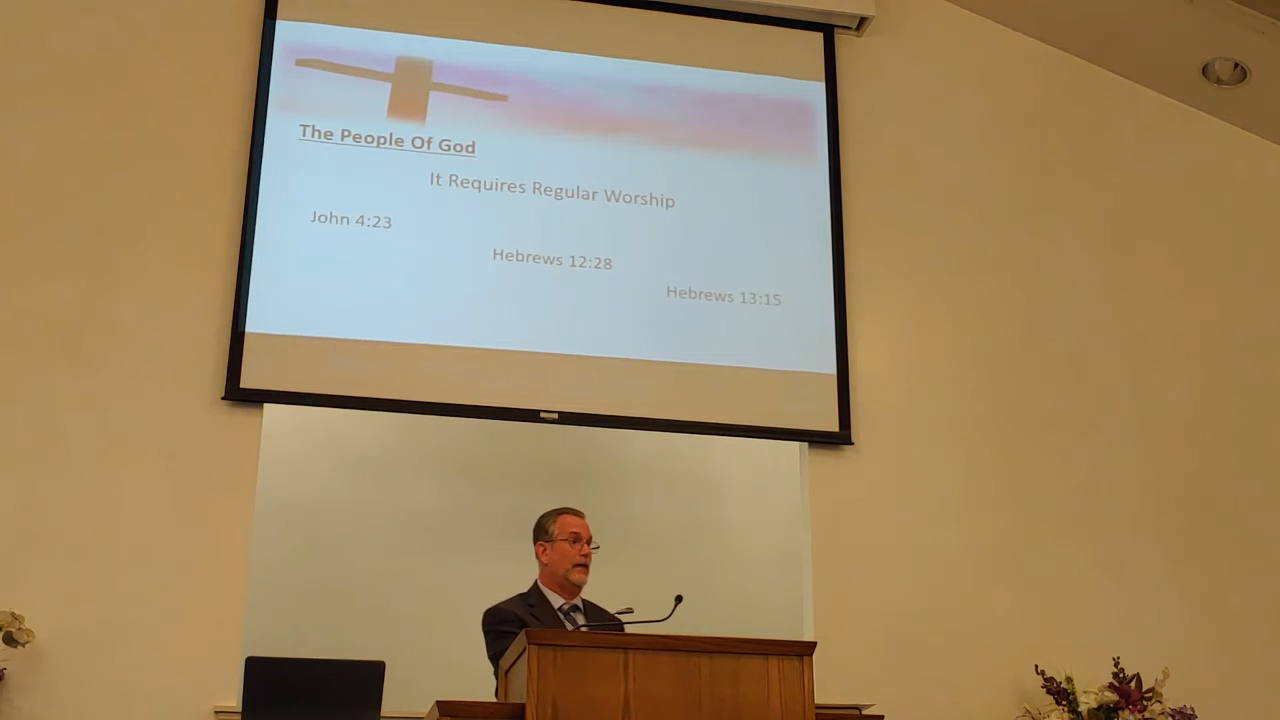 The People Of God
It Requires Regular Worship
John 4:23
Hebrews 12:28
Hebrews 13:15